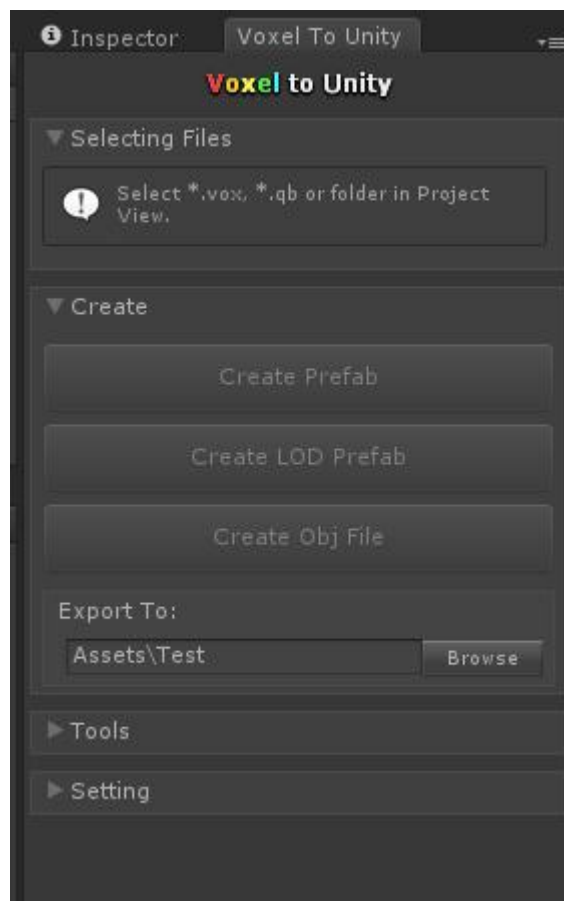 Inspector
Voxel To Unity
Voxel to Unity
Selecting Files
Select *.vox, *.qb or folder in Project
View.
Create
Create Prefab
Create LOD Prefab
Create Obj File
Export To:
Assets\Test
Browse
Tools
Setting